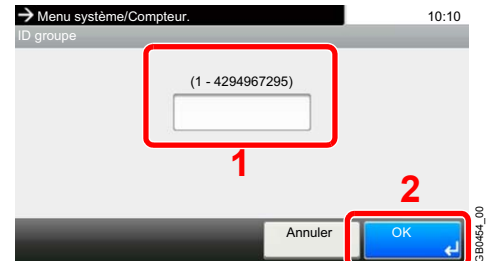 → Menu système/Compteur. 10:10
ID groupe
(1 - 4294967295)
1
2
Annuler OK
GB0454_00